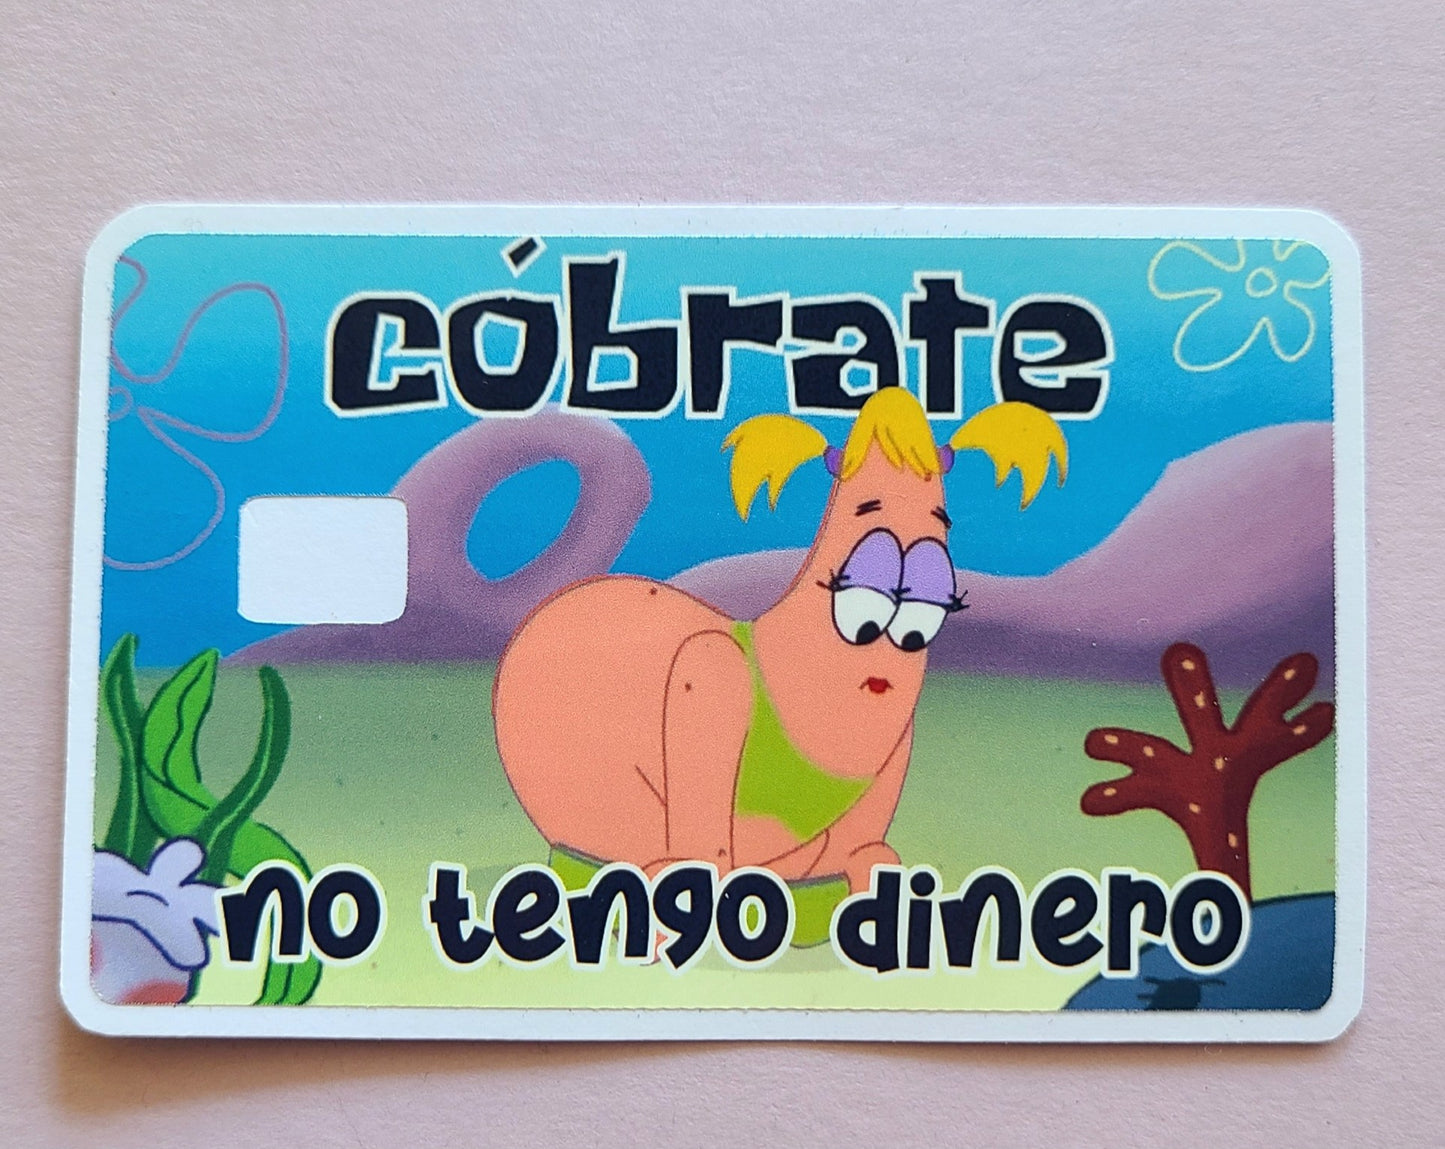 cóbrate
no tengo dinero